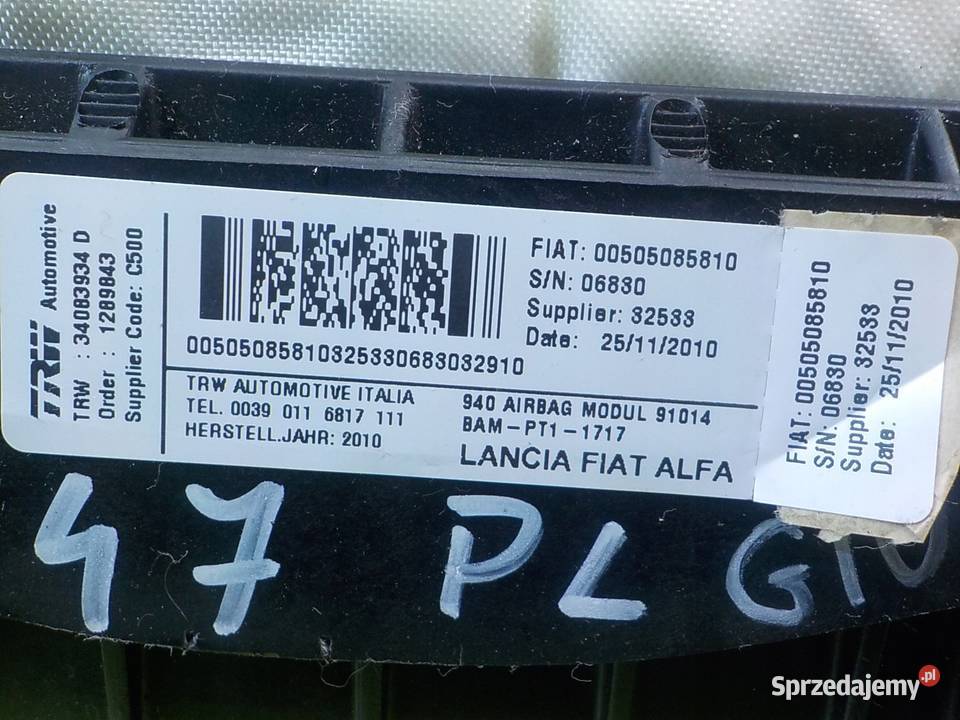 TRW Automotive
TRW : 34083934 D
Order : 1289843
Supplier Code: C500
FIAT: 00505085810
S/N: 06830
Supplier: 32533
Date: 25/11/2010
00505085810325330683032910
TRW AUTOMOTIVE ITALIA
TEL. 0039 011 6817 111
HERSTELL.JAHR: 2010
940 AIRBAG MODUL 91014
BAM-PT1-1717
LANCIA FIAT ALFA
FIAT: 00505085810
S/N: 06830
Supplier: 32533
Date: 25/11/2010
47 PL GIU
Sprzedajemy.pl